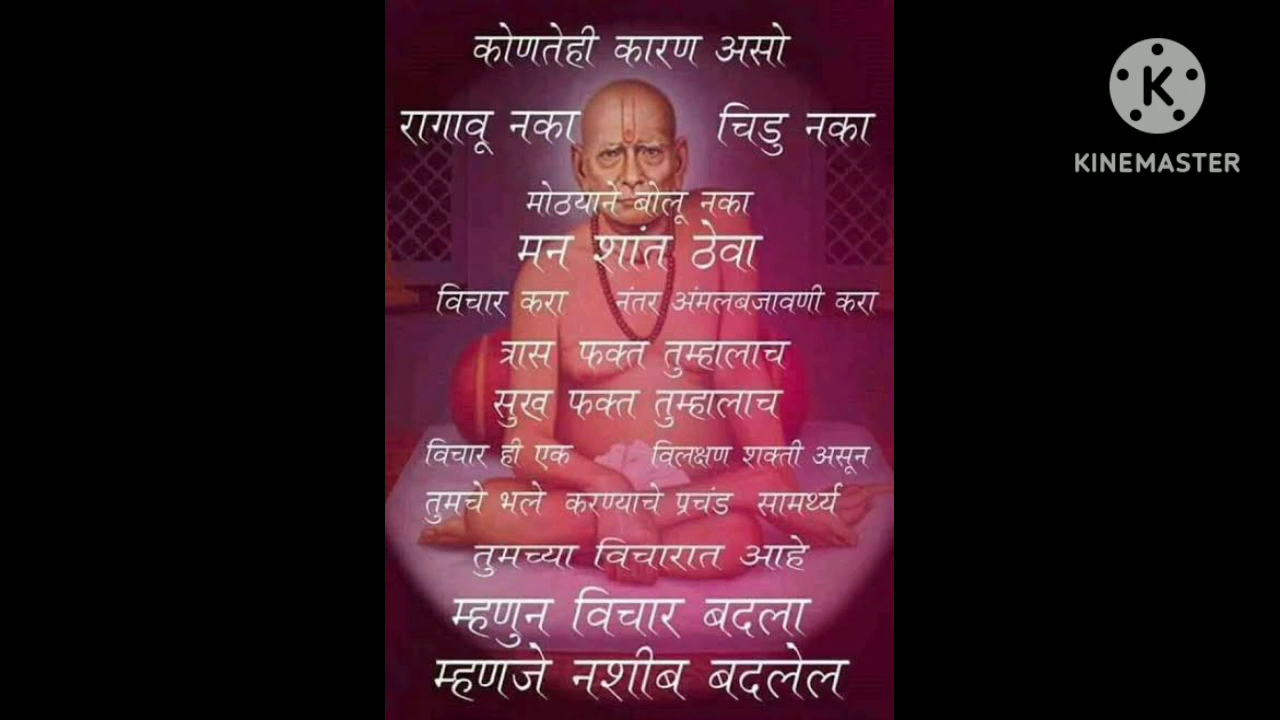 कोणतेही कारण असो
रागावू नका चिडु नका
मोठयाने बोलू नका
मन शांत ठेवा
विचार करा नंतर अंमलबजावणी करा
त्रास फक्त तुम्हालाच
सुख फक्त तुम्हालाच
विचार ही एक विलक्षण शक्ती असून
तुमचे भले करण्याचे प्रचंड सामर्थ्य
तुमच्या विचारात आहे
म्हणुन विचार बदला
म्हणजे नशीब बदलेल
K
KINEMASTER